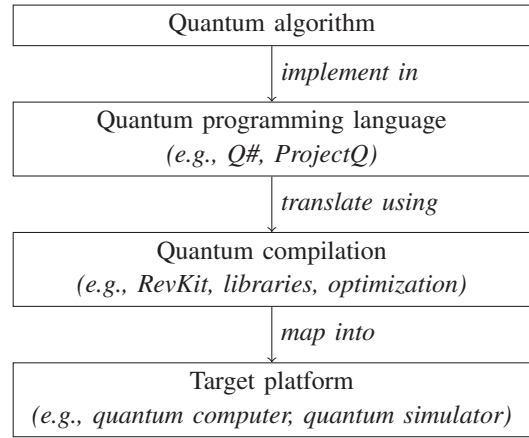 Quantum algorithm
implement in
Quantum programming language
(e.g., Q#, ProjectQ)
translate using
Quantum compilation
(e.g., RevKit, libraries, optimization)
map into
Target platform
(e.g., quantum computer, quantum simulator)